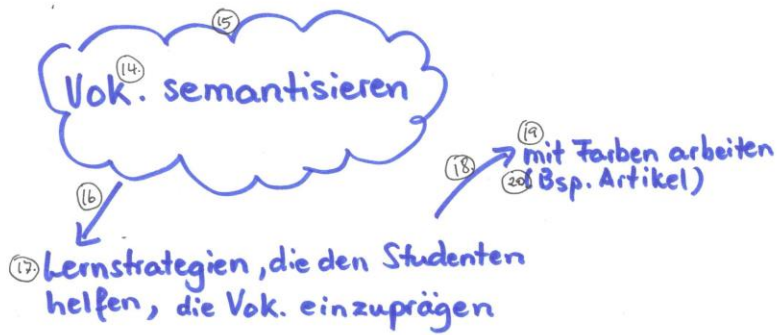 15
14.
Vok. semantisieren
16
17. Lernstrategien, die den Studenten
helfen, die Vok. einzuprägen
18.
19
mit Farben arbeiten
20 (Bsp. Artikel)